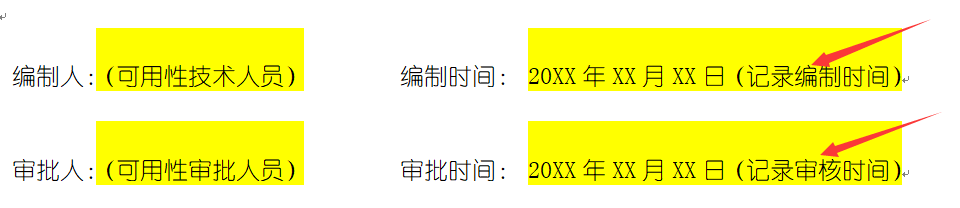 编制人：(可用性技术人员) 编制时间： 20XX 年 XX 月 XX 日 (记录编制时间)
审批人：(可用性审批人员) 审批时间： 20XX 年 XX 月 XX 日 (记录审核时间)